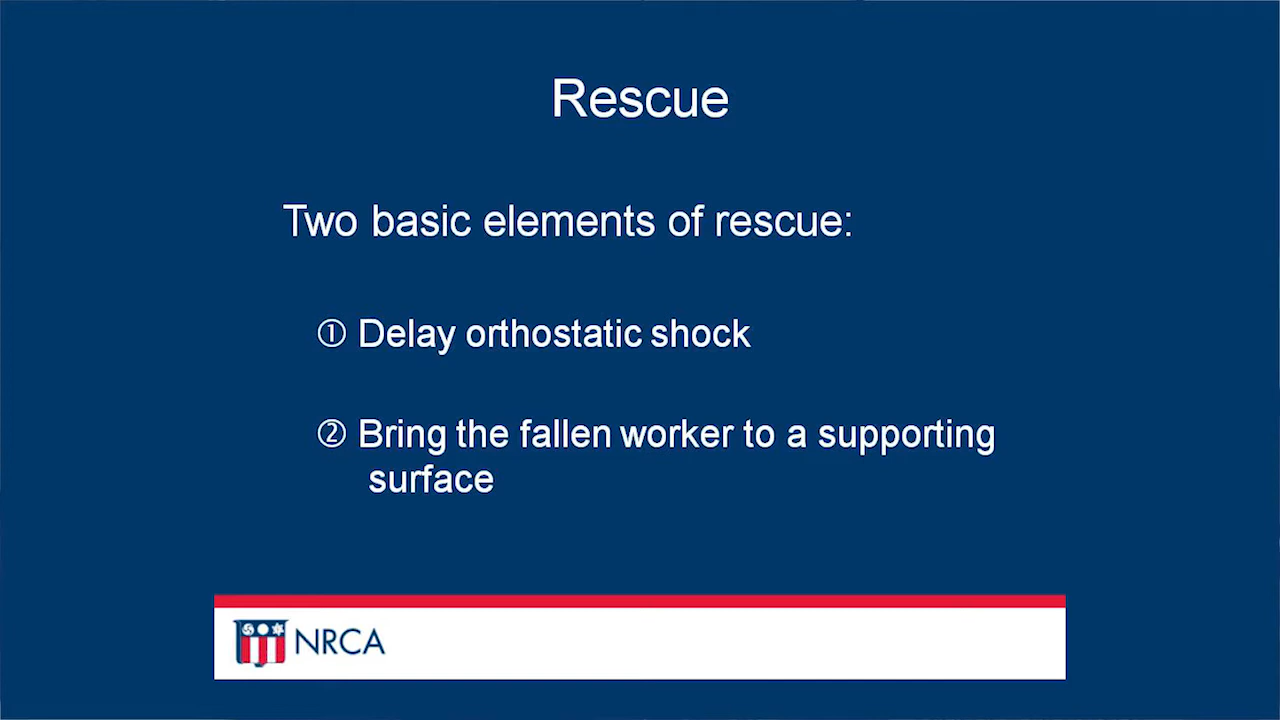 Rescue
Two basic elements of rescue:
① Delay orthostatic shock
② Bring the fallen worker to a supporting
surface
NRCA